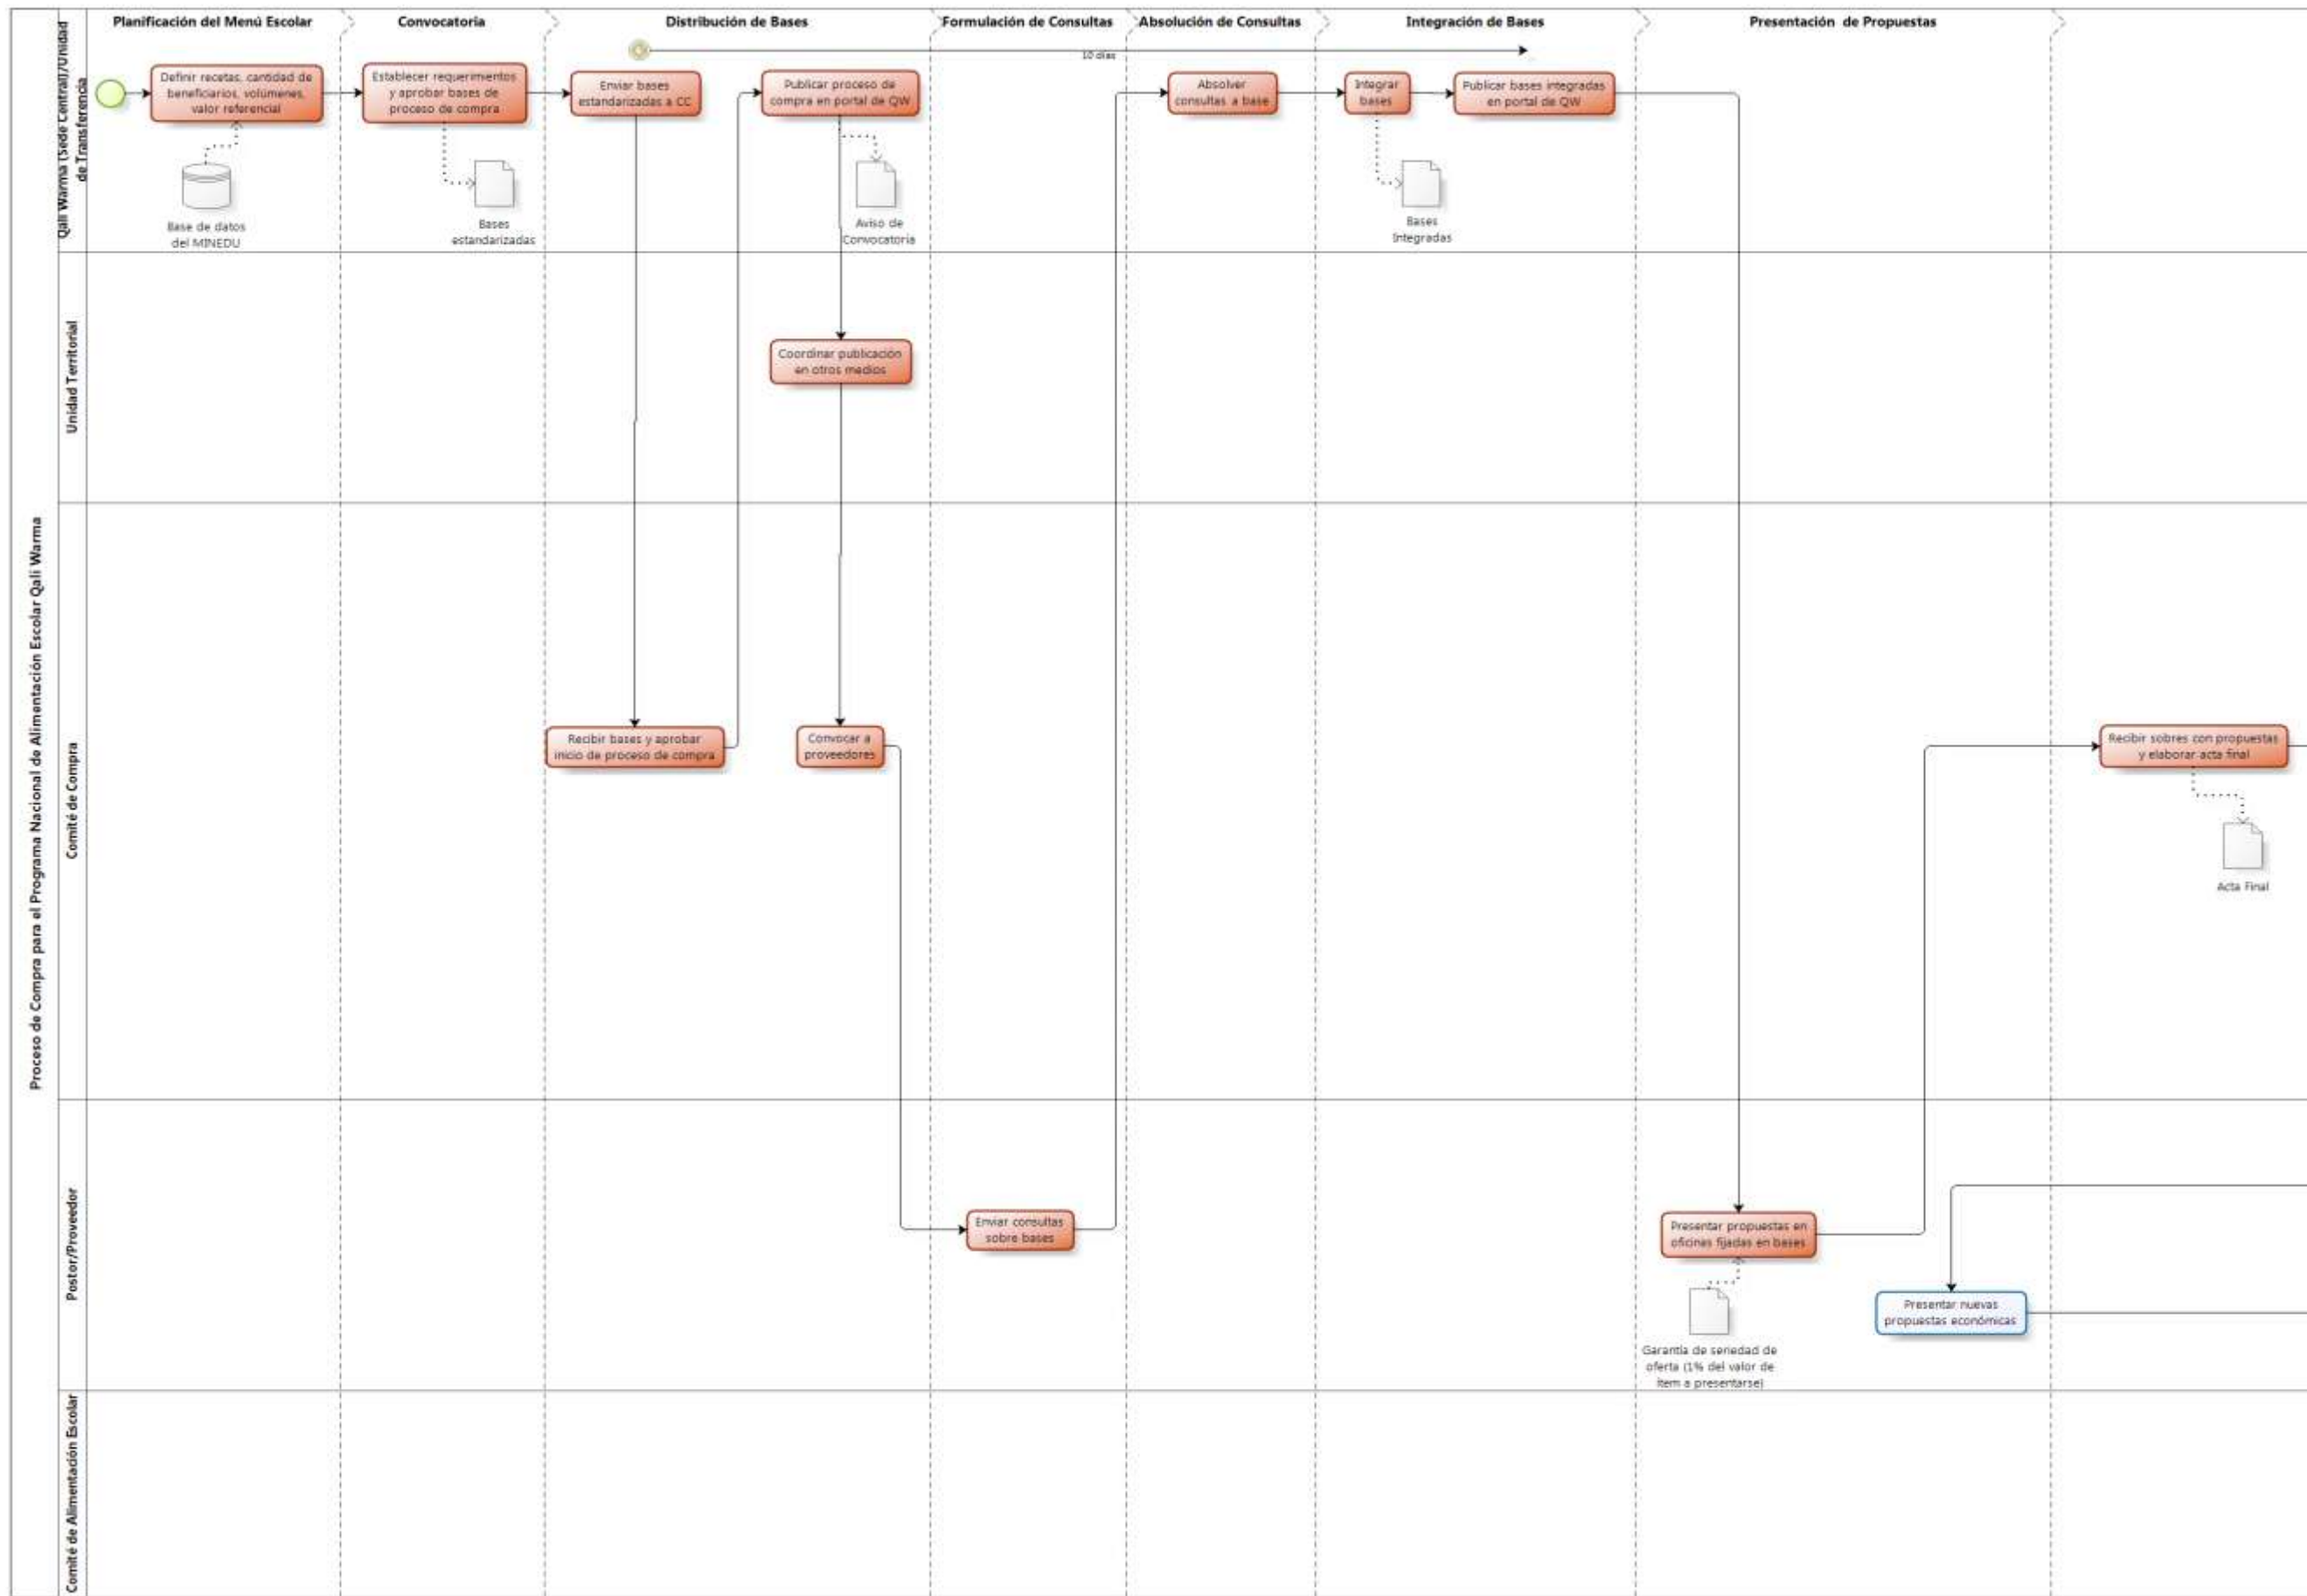 Planificación del Menú Escolar
Convocatoria
Distribución de Bases
Formulación de Consultas
Absolución de Consultas
Integración de Bases
Presentación de Propuestas
Proceso de Compra para el Programa Nacional de Alimentación Escolar Qali Warma
Qali Warma (Sede Central)/Unidad
de Transferencia
10 días
Definir recetas, cantidad de
beneficiarios, volúmenes,
valor referencial
Establecer requerimientos
y aprobar bases de
proceso de compra
Enviar bases
estandarizadas a CC
Publicar proceso de
compra en portal de QW
Absolver
consultas a base
Integrar
bases
Publicar bases integradas
en portal de QW
Base de datos
del MINEDU
Bases
estandarizadas
Aviso de
Convocatoria
Bases
Integradas
Unidad Territorial
Coordinar publicación
en otros medios
Comité de Compra
Recibir bases y aprobar
inicio de proceso de compra
Convocar a
proveedores
Recibir sobres con propuestas
y elaborar acta final
Acta Final
Postor/Proveedor
Enviar consultas
sobre bases
Presentar propuestas en
oficinas fijadas en bases
Presentar nuevas
propuestas económicas
Garantía de seriedad de
oferta (1% del valor de
ítem a presentarse)
Comité de Alimentación Escolar